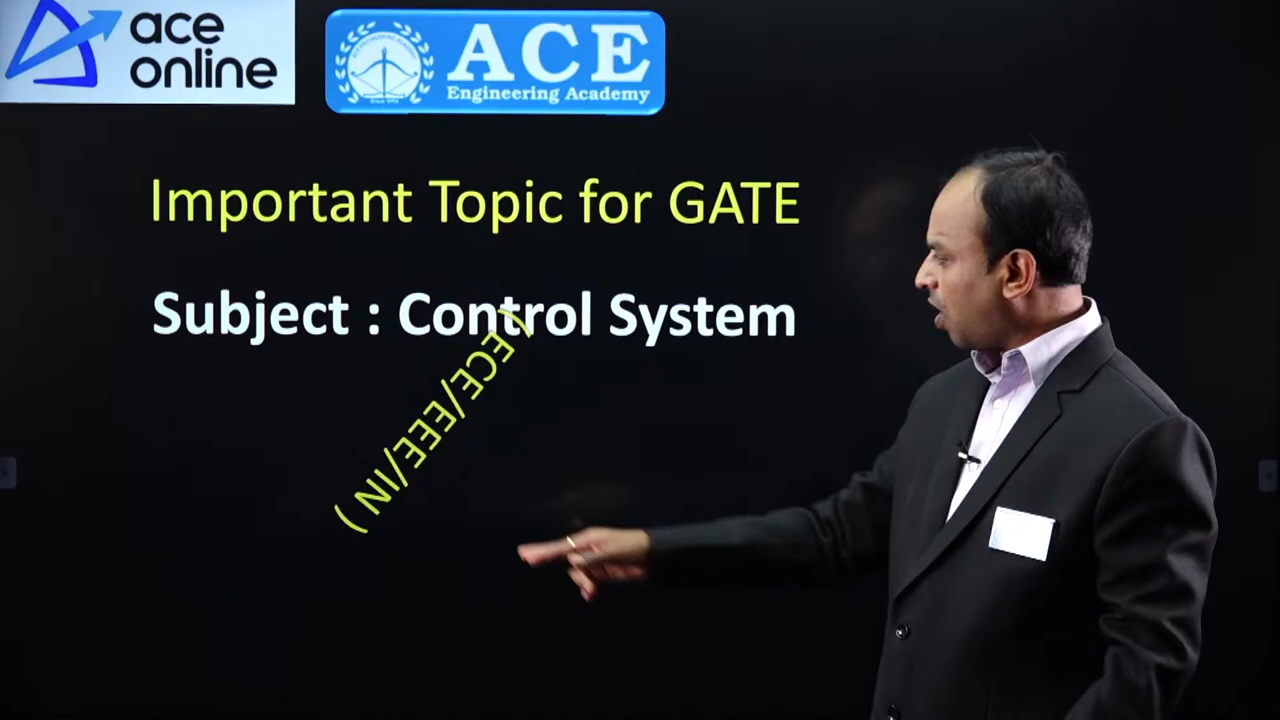 ace
online
ACE
Engineering Academy
Important Topic for GATE
Subject : Control System
( ECE/EEE/IN )